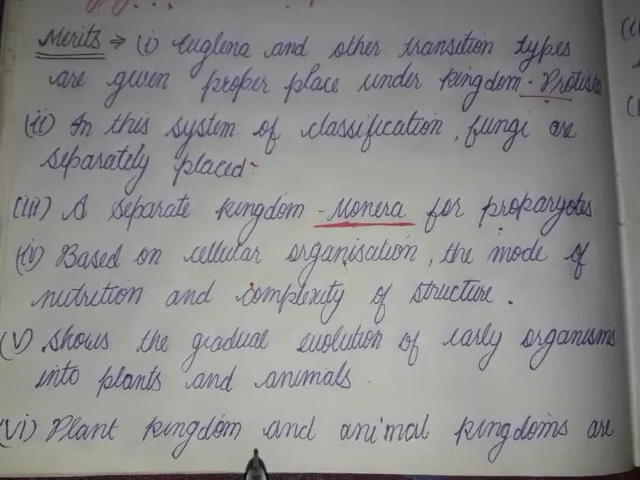 Merits → (i) Euglena and other transition types
are given proper place under kingdom - Protista
(ii) In this system of classification, fungi are
separately placed -
(iii) A separate kingdom - Monera for prokaryotes
(iv) Based on cellular organisation, the mode of
nutrition and complexity of structure.
(v) Shows the gradual evolution of early organisms
into plants and animals.
(vi) Plant kingdom and animal kingdoms are